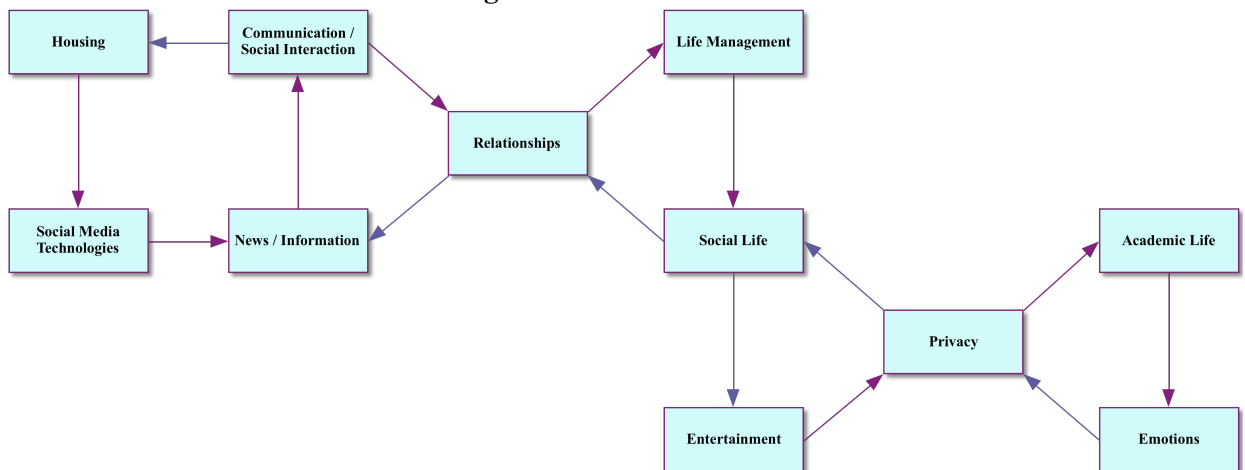 Housing
Communication /
Social Interaction
Life Management
Relationships
Social Media
Technologies
News / Information
Social Life
Academic Life
Privacy
Entertainment
Emotions